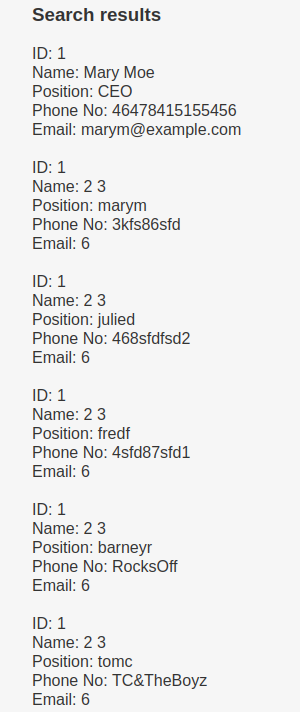 Search results
ID: 1
Name: Mary Moe
Position: CEO
Phone No: 46478415155456
Email: marym@example.com
ID: 1
Name: 2 3
Position: marym
Phone No: 3kfs86sfd
Email: 6
ID: 1
Name: 2 3
Position: julied
Phone No: 468sfdfsd2
Email: 6
ID: 1
Name: 2 3
Position: fredf
Phone No: 4sfd87sfd1
Email: 6
ID: 1
Name: 2 3
Position: barneyr
Phone No: RocksOff
Email: 6
ID: 1
Name: 2 3
Position: tomc
Phone No: TC&TheBoyz
Email: 6